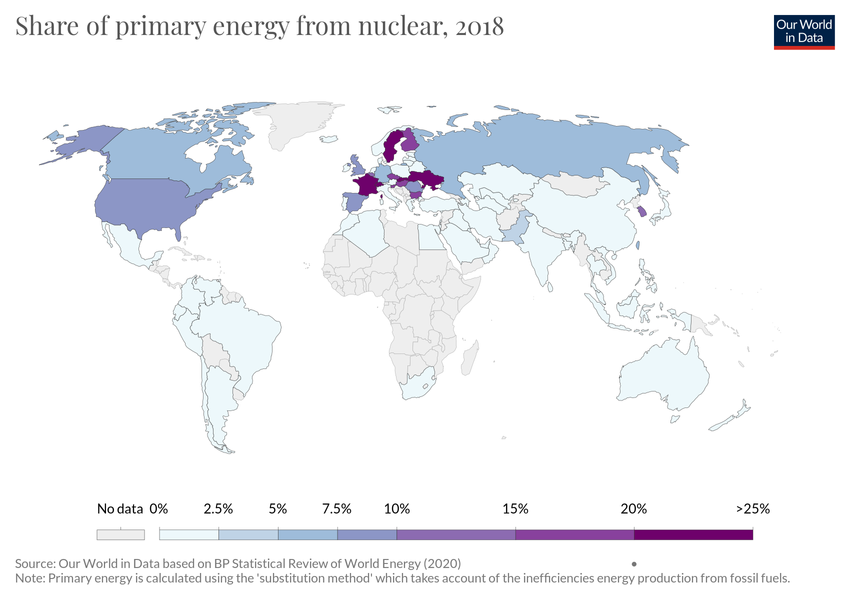 Share of primary energy from nuclear, 2018
Our World
in Data
No data 0% 2.5% 5% 7.5% 10% 15% 20% >25%
Source: Our World in Data based on BP Statistical Review of World Energy (2020)
Note: Primary energy is calculated using the 'substitution method' which takes account of the inefficiencies energy production from fossil fuels.